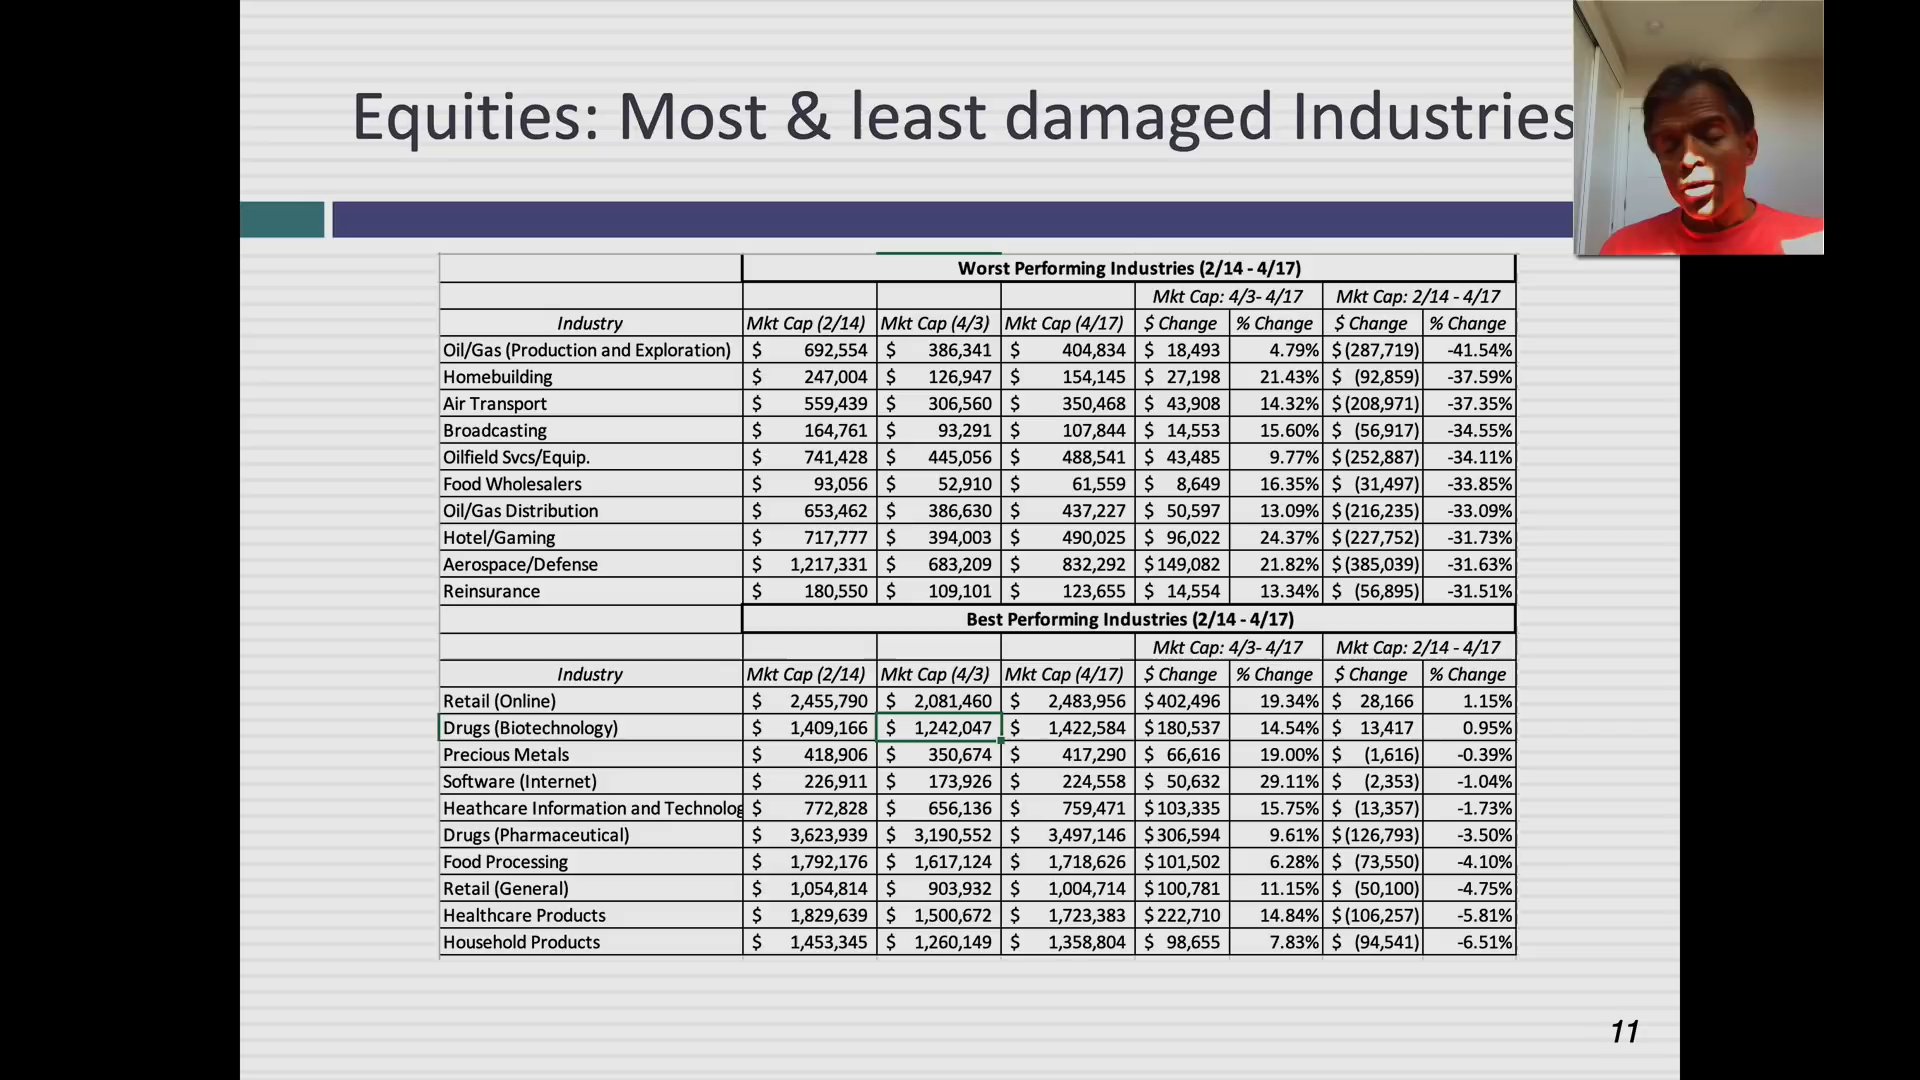 Equities: Most & least damaged Industries
Worst Performing Industries (2/14 - 4/17)
Mkt Cap: 4/3- 4/17 Mkt Cap: 2/14 - 4/17
Industry Mkt Cap (2/14) Mkt Cap (4/3) Mkt Cap (4/17) $ Change % Change $ Change % Change
Oil/Gas (Production and Exploration) $ 692,554 $ 386,341 $ 404,834 $ 18,493 4.79% $ (287,719) -41.54%
Homebuilding $ 247,004 $ 126,947 $ 154,145 $ 27,198 21.43% $ (92,859) -37.59%
Air Transport $ 559,439 $ 306,560 $ 350,468 $ 43,908 14.32% $ (208,971) -37.35%
Broadcasting $ 164,761 $ 93,291 $ 107,844 $ 14,553 15.60% $ (56,917) -34.55%
Oilfield Svcs/Equip. $ 741,428 $ 445,056 $ 488,541 $ 43,485 9.77% $ (252,887) -34.11%
Food Wholesalers $ 93,056 $ 52,910 $ 61,559 $ 8,649 16.35% $ (31,497) -33.85%
Oil/Gas Distribution $ 653,462 $ 386,630 $ 437,227 $ 50,597 13.09% $ (216,235) -33.09%
Hotel/Gaming $ 717,777 $ 394,003 $ 490,025 $ 96,022 24.37% $ (227,752) -31.73%
Aerospace/Defense $ 1,217,331 $ 683,209 $ 832,292 $ 149,082 21.82% $ (385,039) -31.63%
Reinsurance $ 180,550 $ 109,101 $ 123,655 $ 14,554 13.34% $ (56,895) -31.51%
Best Performing Industries (2/14 - 4/17)
Mkt Cap: 4/3- 4/17 Mkt Cap: 2/14 - 4/17
Industry Mkt Cap (2/14) Mkt Cap (4/3) Mkt Cap (4/17) $ Change % Change $ Change % Change
Retail (Online) $ 2,455,790 $ 2,081,460 $ 2,483,956 $ 402,496 19.34% $ 28,166 1.15%
Drugs (Biotechnology) $ 1,409,166 $ 1,242,047 $ 1,422,584 $ 180,537 14.54% $ 13,417 0.95%
Precious Metals $ 418,906 $ 350,674 $ 417,290 $ 66,616 19.00% $ (1,616) -0.39%
Software (Internet) $ 226,911 $ 173,926 $ 224,558 $ 50,632 29.11% $ (2,353) -1.04%
Heathcare Information and Technolog $ 772,828 $ 656,136 $ 759,471 $ 103,335 15.75% $ (13,357) -1.73%
Drugs (Pharmaceutical) $ 3,623,939 $ 3,190,552 $ 3,497,146 $ 306,594 9.61% $ (126,793) -3.50%
Food Processing $ 1,792,176 $ 1,617,124 $ 1,718,626 $ 101,502 6.28% $ (73,550) -4.10%
Retail (General) $ 1,054,814 $ 903,932 $ 1,004,714 $ 100,781 11.15% $ (50,100) -4.75%
Healthcare Products $ 1,829,639 $ 1,500,672 $ 1,723,383 $ 222,710 14.84% $ (106,257) -5.81%
Household Products $ 1,453,345 $ 1,260,149 $ 1,358,804 $ 98,655 7.83% $ (94,541) -6.51%
11